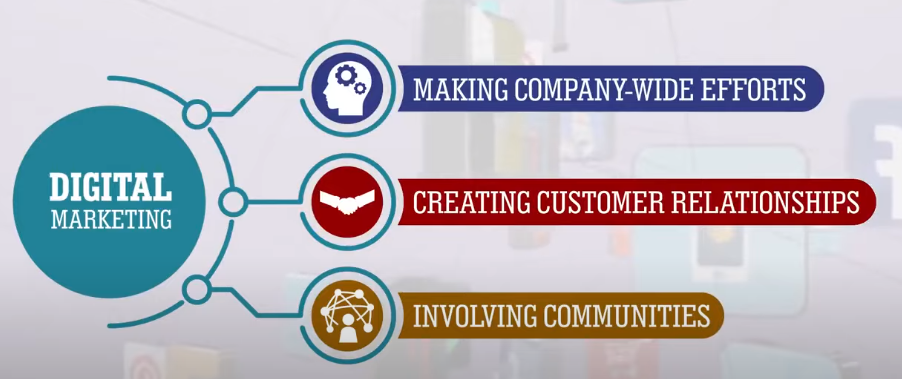 DIGITAL
MARKETING
MAKING COMPANY-WIDE EFFORTS
CREATING CUSTOMER RELATIONSHIPS
INVOLVING COMMUNITIES